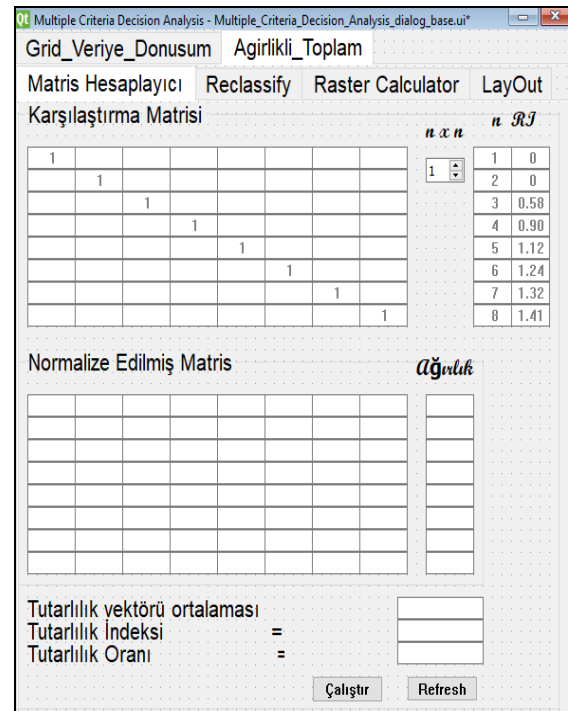 Multiple Criteria Decision Analysis - Multiple_Criteria_Decision_Analysis_dialog_base.ui*
Grid_Veriye_Donusum Agirlikli_Toplam
Matris Hesaplayıcı Reclassify Raster Calculator LayOut
Karşılaştırma Matrisi n x n n RI
1 1 1 0
1 2 0
1 3 0.58
1 4 0.90
1 5 1.12
1 6 1.24
1 7 1.32
1 8 1.41
Normalize Edilmiş Matris Ağırlık
Tutarlılık vektörü ortalaması
Tutarlılık İndeksi =
Tutarlılık Oranı =
Çalıştır Refresh